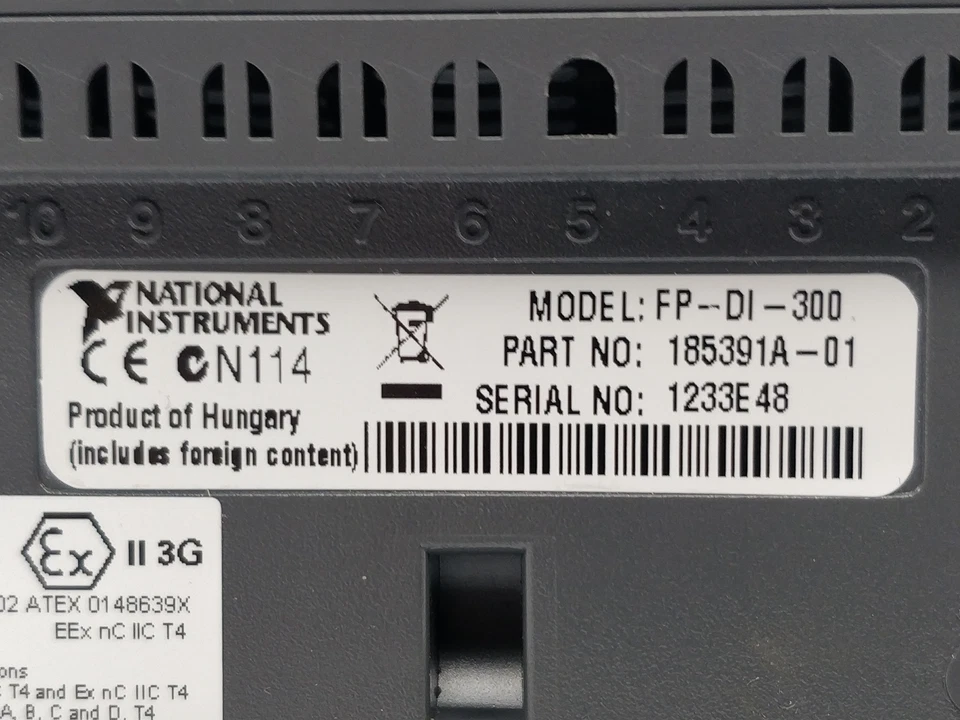 10 9 8 7 6 5 4 3 2
NATIONAL
INSTRUMENTS
CE N114
Product of Hungary
(includes foreign content)
MODEL: FP-DI-300
PART NO: 185391A-01
SERIAL NO: 1233E48
Ex II 3G
02 ATEX 0148639X
EEx nC IIC T4
ons
T4 and Ex nC IIC T4
A, B, C and D, T4